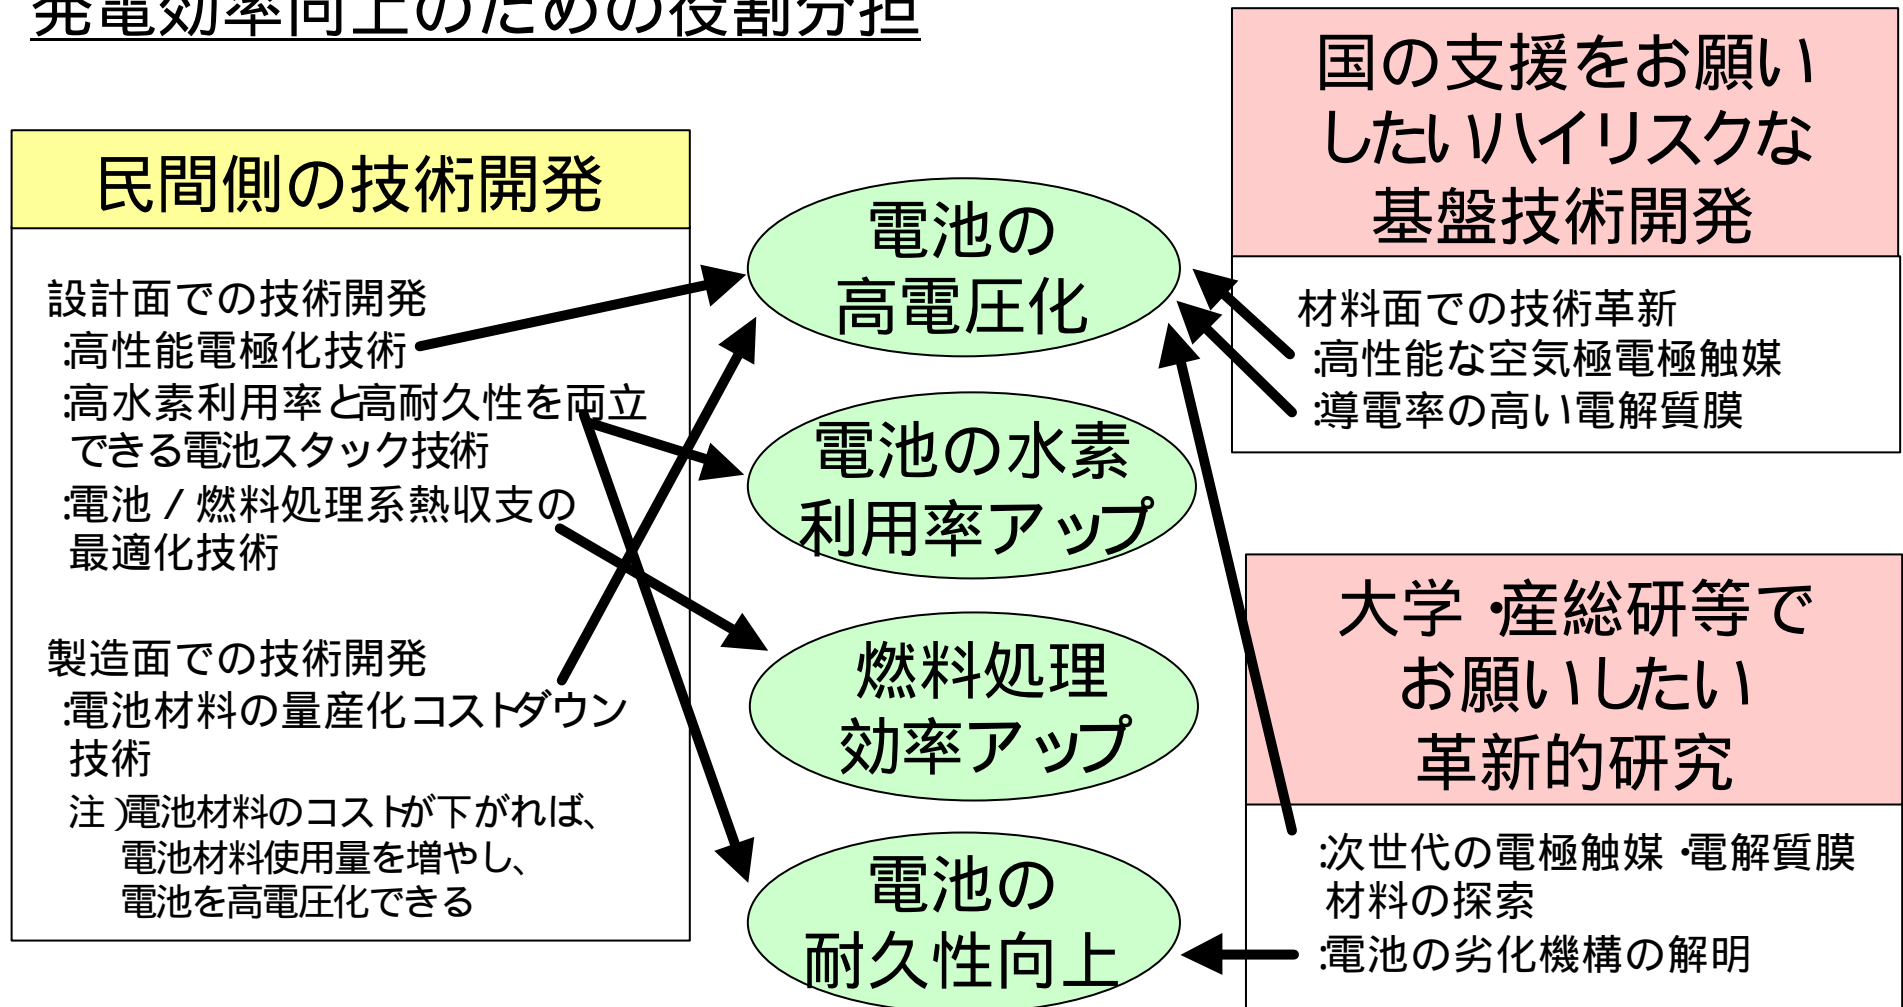 発電効率向上のための役割分担
民間側の技術開発
設計面での技術開発
:高性能電極化技術
:高水素利用率と高耐久性を両立
できる電池スタック技術
:電池／燃料処理系熱収支の
最適化技術
製造面での技術開発
:電池材料の量産化コストダウン
技術
注)電池材料のコストが下がれば、
電池材料使用量を増やし、
電池を高電圧化できる
電池の
高電圧化
電池の水素
利用率アップ
燃料処理
効率アップ
電池の
耐久性向上
国の支援をお願い
したいハイリスクな
基盤技術開発
材料面での技術革新
:高性能な空気極電極触媒
:導電率の高い電解質膜
大学・産総研等で
お願いしたい
革新的研究
:次世代の電極触媒・電解質膜
材料の探索
:電池の劣化機構の解明